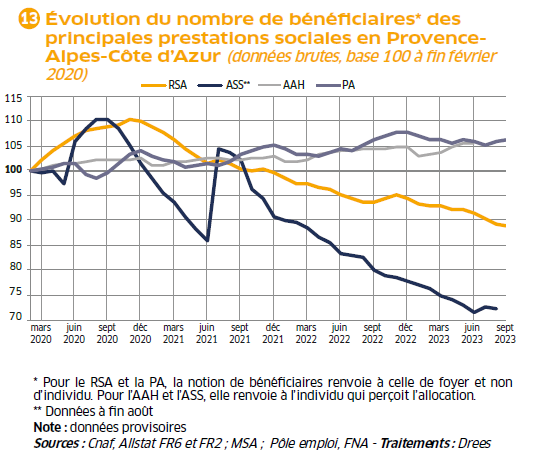 13 Évolution du nombre de bénéficiaires* des
principales prestations sociales en Provence-
Alpes-Côte d'Azur (données brutes, base 100 à fin février
2020)
RSA ASS** AAH PA
115
110
105
100
95
90
85
80
75
70
mars juin sept déc mars juin sept déc mars juin sept déc mars juin sept
2020 2020 2020 2020 2021 2021 2021 2021 2022 2022 2022 2022 2023 2023 2023
* Pour le RSA et la PA, la notion de bénéficiaires renvoie à celle de foyer et non
d'individu. Pour l'AAH et l'ASS, elle renvoie à l'individu qui perçoit l'allocation.
** Données à fin août
Note : données provisoires
Sources : Cnaf, Allstat FR6 et FR2 ; MSA ; Pôle emploi, FNA - Traitements : Drees